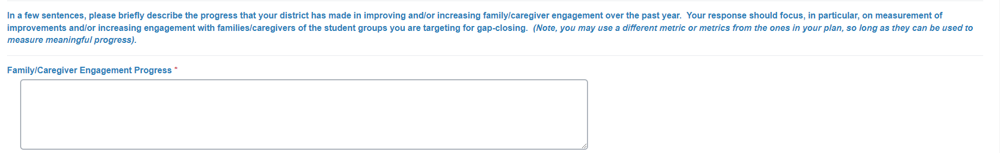 In a few sentences, please briefly describe the progress that your district has made in improving and/or increasing family/caregiver engagement over the past year.  Your response should focus, in particular, on measurement of
improvements and/or increasing engagement with families/caregivers of the student groups you are targeting for gap-closing.  (Note, you may use a different metric or metrics from the ones in your plan, so long as they can be used to
measure meaningful progress).
Family/Caregiver Engagement Progress *